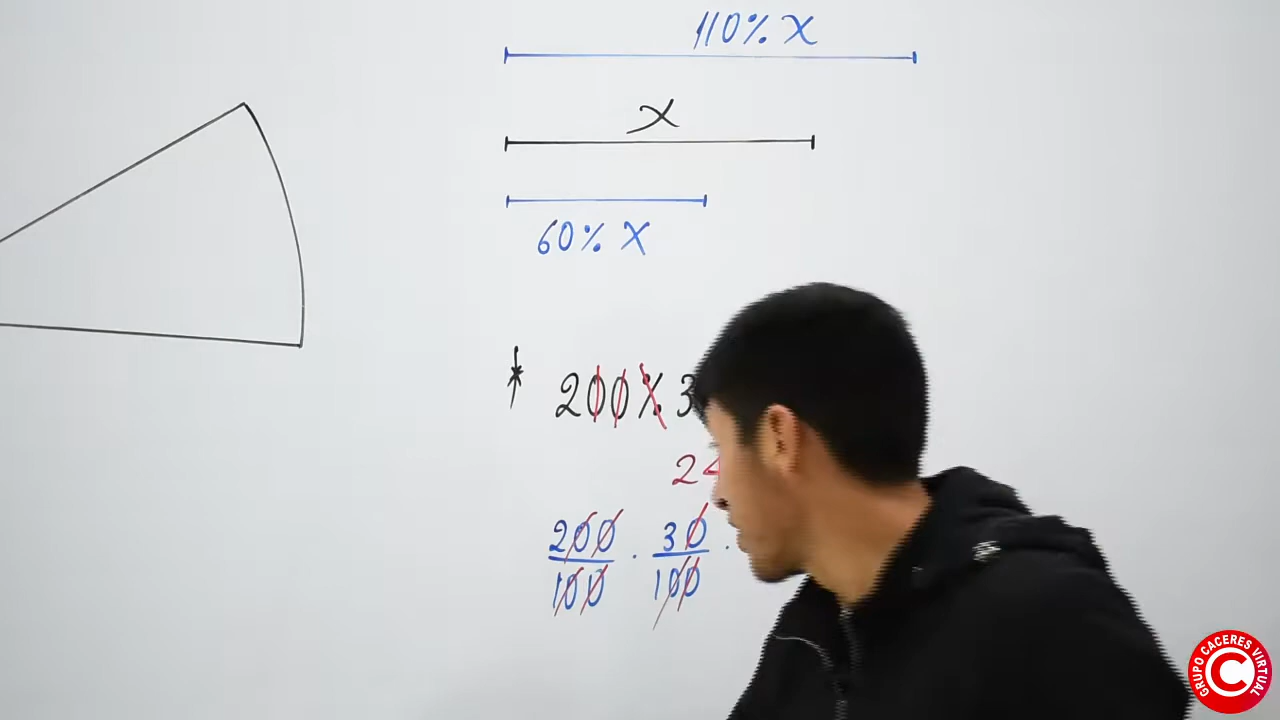 110% X
x
60% X
* 200% 3
24
200/100 · 30/100 ·
GRUPO CACERES VIRTUAL
C